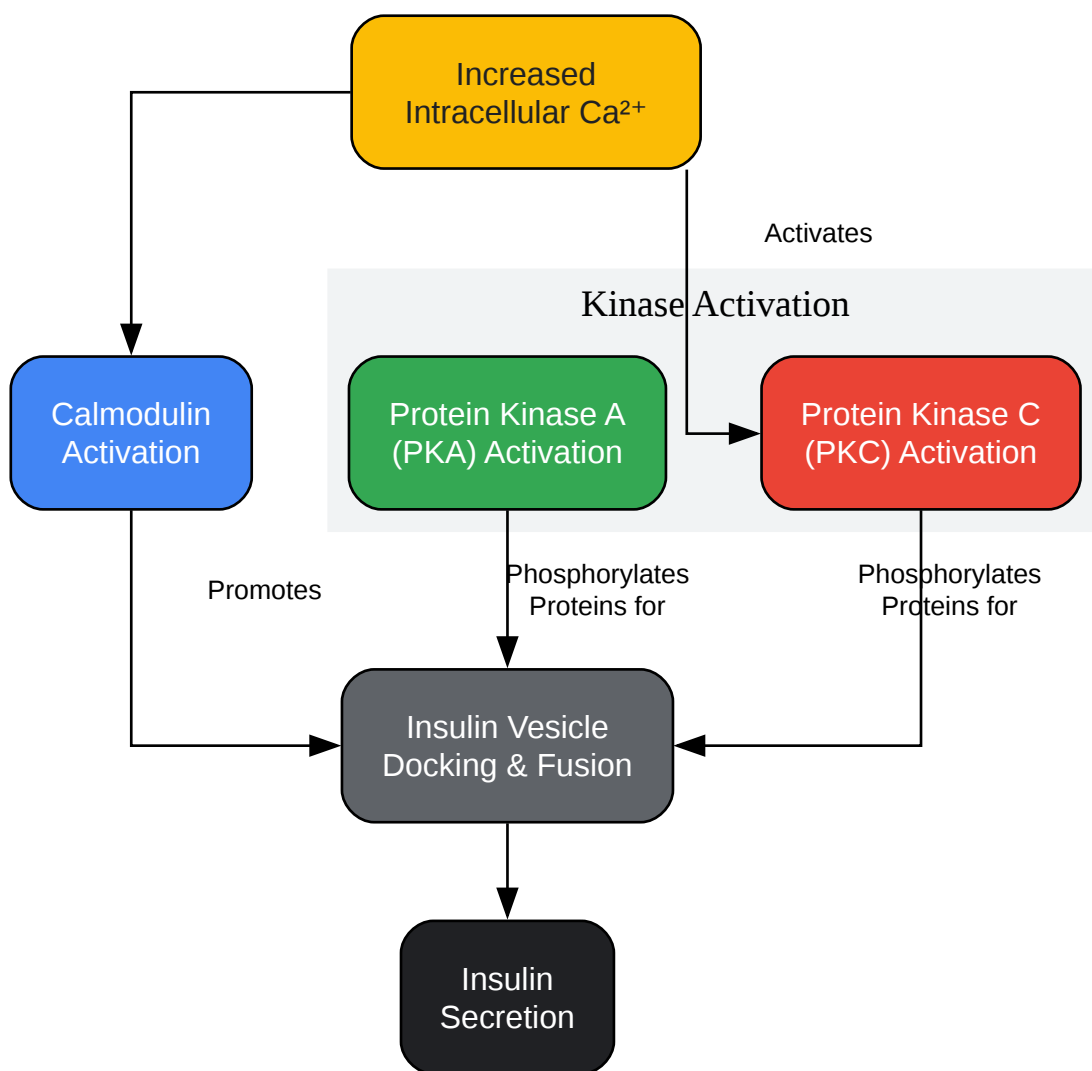 Increased
Intracellular Ca²⁺
Activates
Kinase Activation
Calmodulin
Activation
Protein Kinase A
(PKA) Activation
Protein Kinase C
(PKC) Activation
Promotes
Phosphorylates
Proteins for
Phosphorylates
Proteins for
Insulin Vesicle
Docking & Fusion
Insulin
Secretion